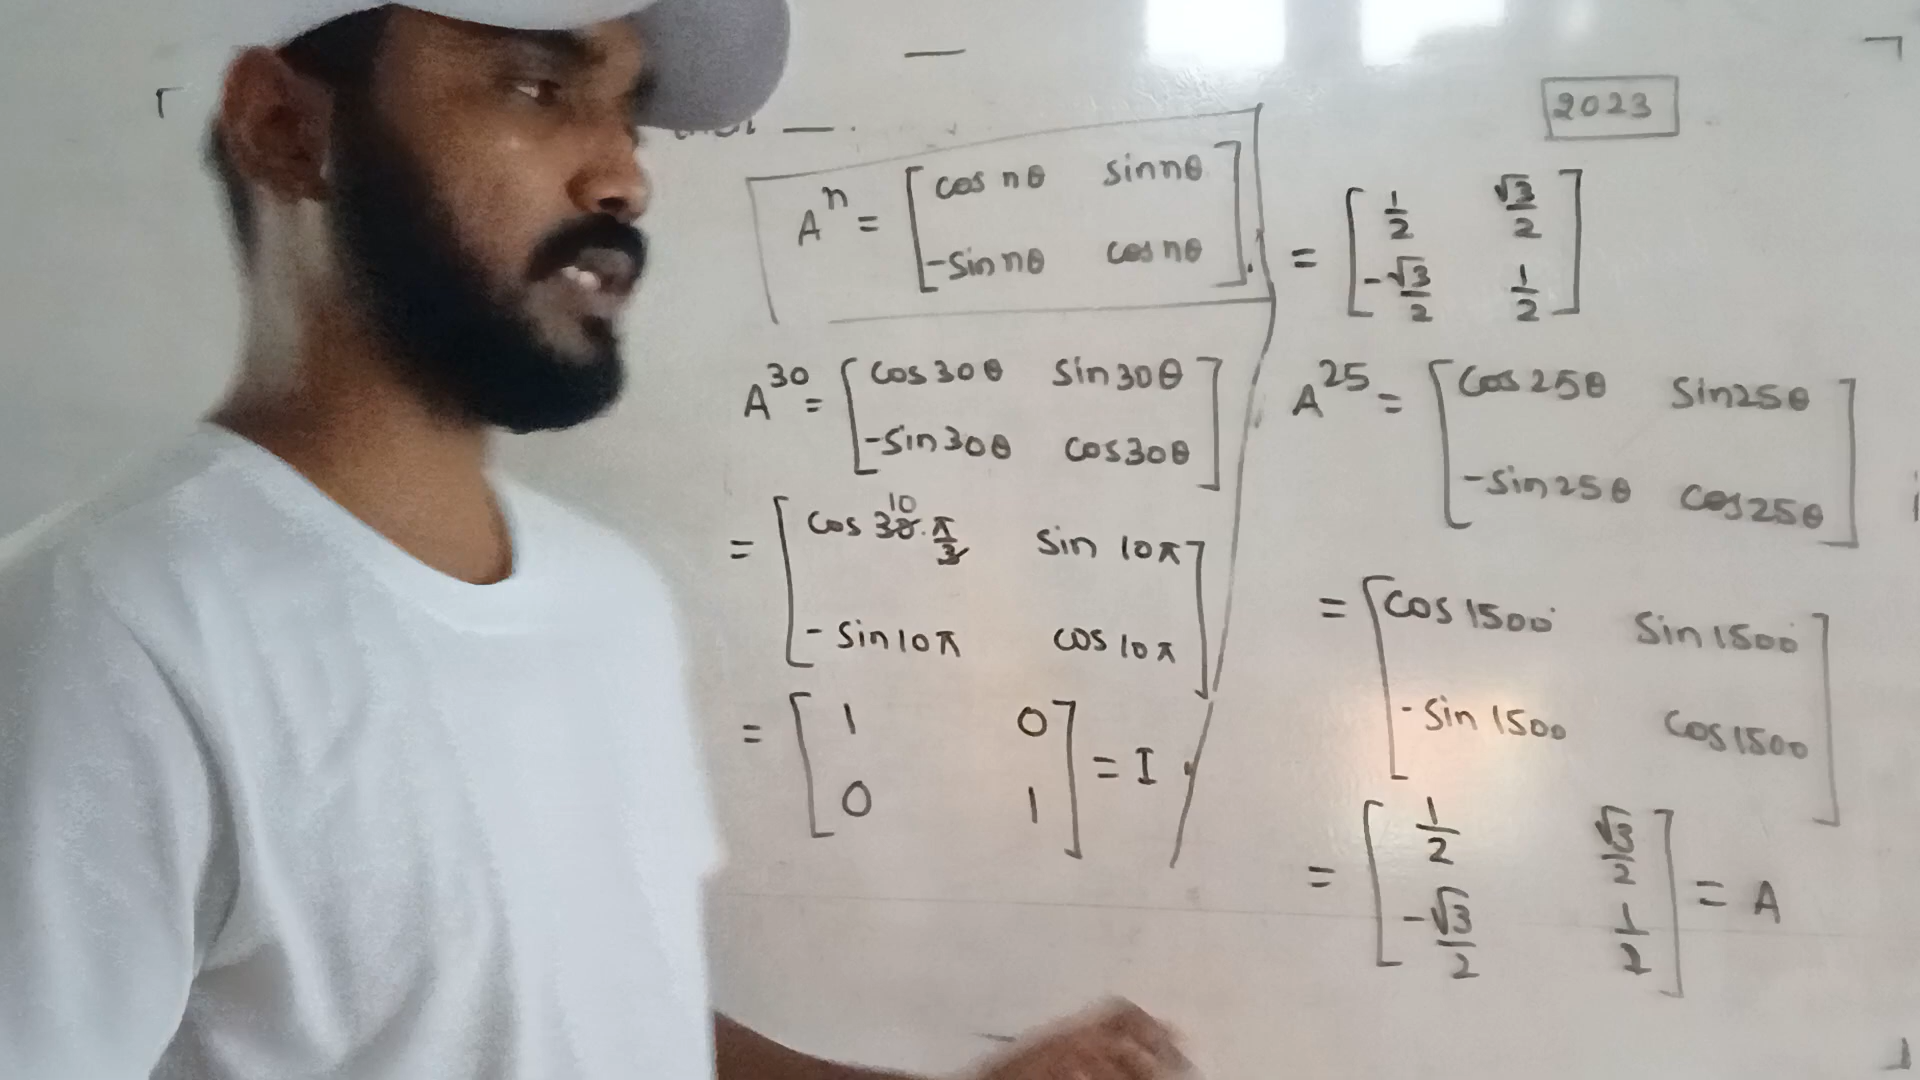 2023
A^n = [cos nθ sin nθ
-sin nθ cos nθ].
A^30 = [cos 30θ sin 30θ
-sin 30θ cos 30θ]
= [cos 30. π/3 10 sin 10π
-sin 10π cos 10π]
= [1 0
0 1] = I.
= [1/2 √3/2
-√3/2 1/2]
A^25 = [cos 25θ sin 25θ
-sin 25θ cos 25θ]
= [cos 1500° sin 1500°
-sin 1500 cos 1500]
= [1/2 √3/2
-√3/2 1/2] = A